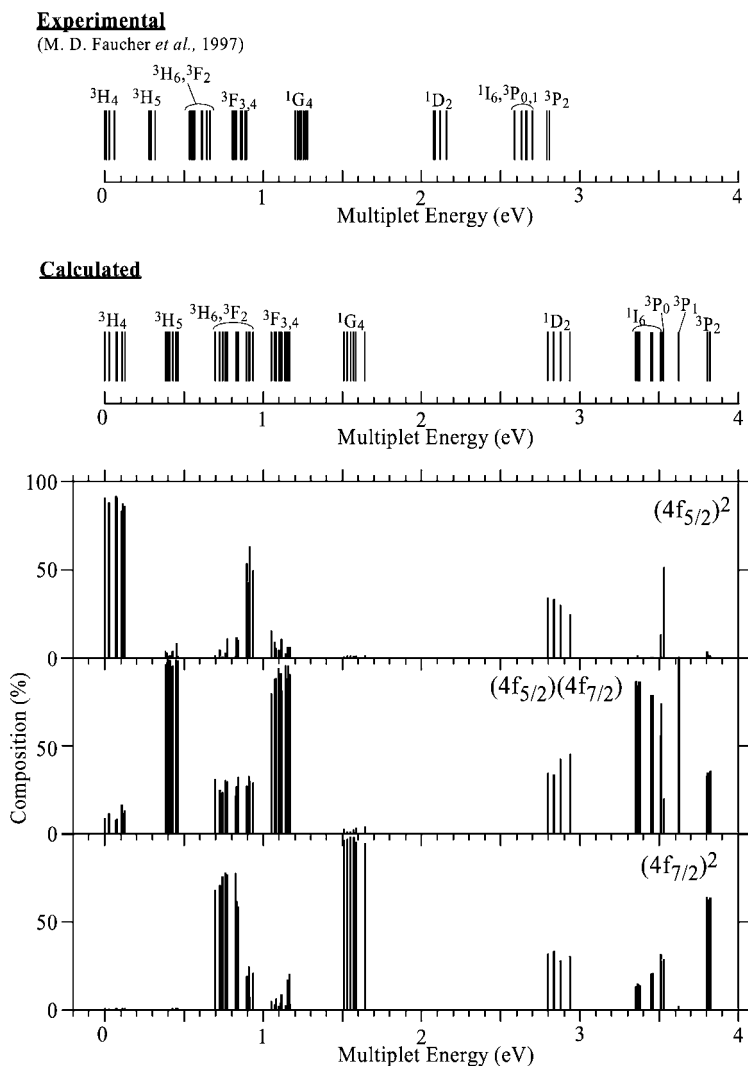 Experimental
(M. D. Faucher et al., 1997)
³H₆,³F₂
³H₄ ³H₅ ³F₃,₄ ¹G₄ ¹D₂ ¹I₆,³P₀,₁ ³P₂
0 1 2 3 4
Multiplet Energy (eV)
Calculated
³H₄ ³H₅ ³H₆,³F₂ ³F₃,₄ ¹G₄ ¹D₂ ¹I₆ ³P₀ ³P₁ ³P₂
0 1 2 3 4
Multiplet Energy (eV)
100
(4f₅/₂)²
50
0
(4f₅/₂)(4f₇/₂)
50
0
(4f₇/₂)²
50
0
Composition (%)
0 1 2 3 4
Multiplet Energy (eV)